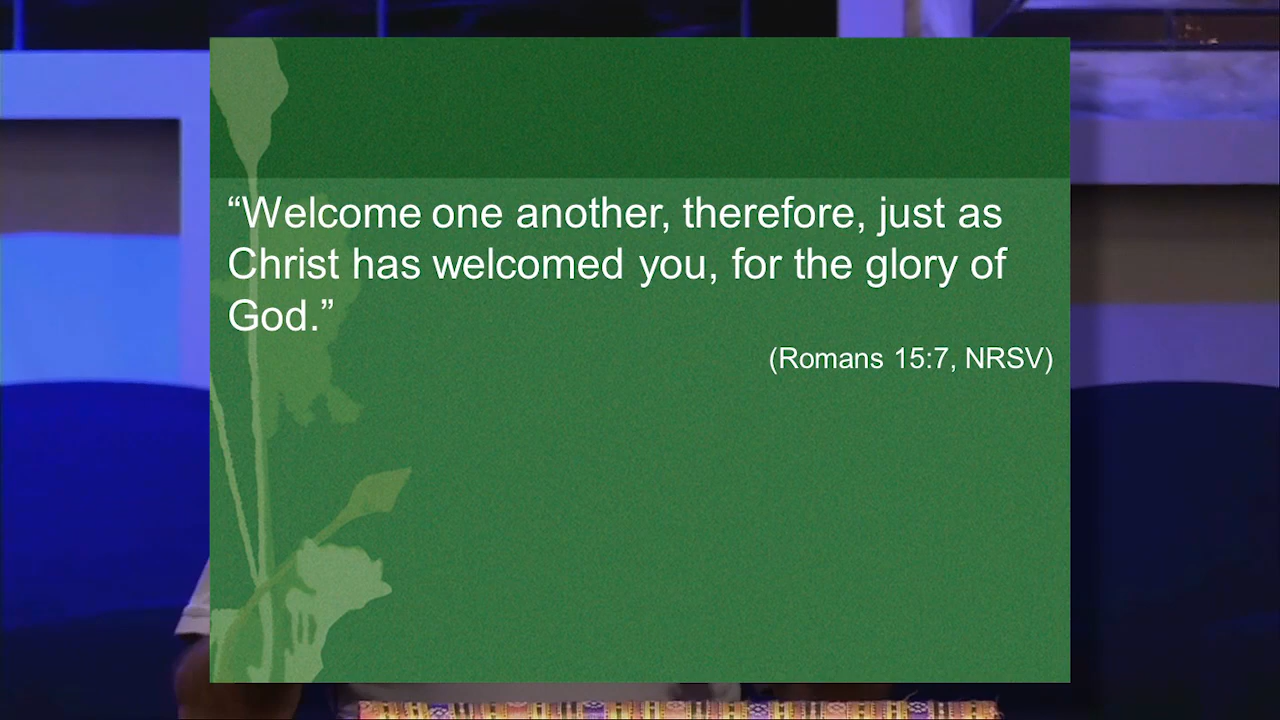 “Welcome one another, therefore, just as
Christ has welcomed you, for the glory of
God.”
(Romans 15:7, NRSV)